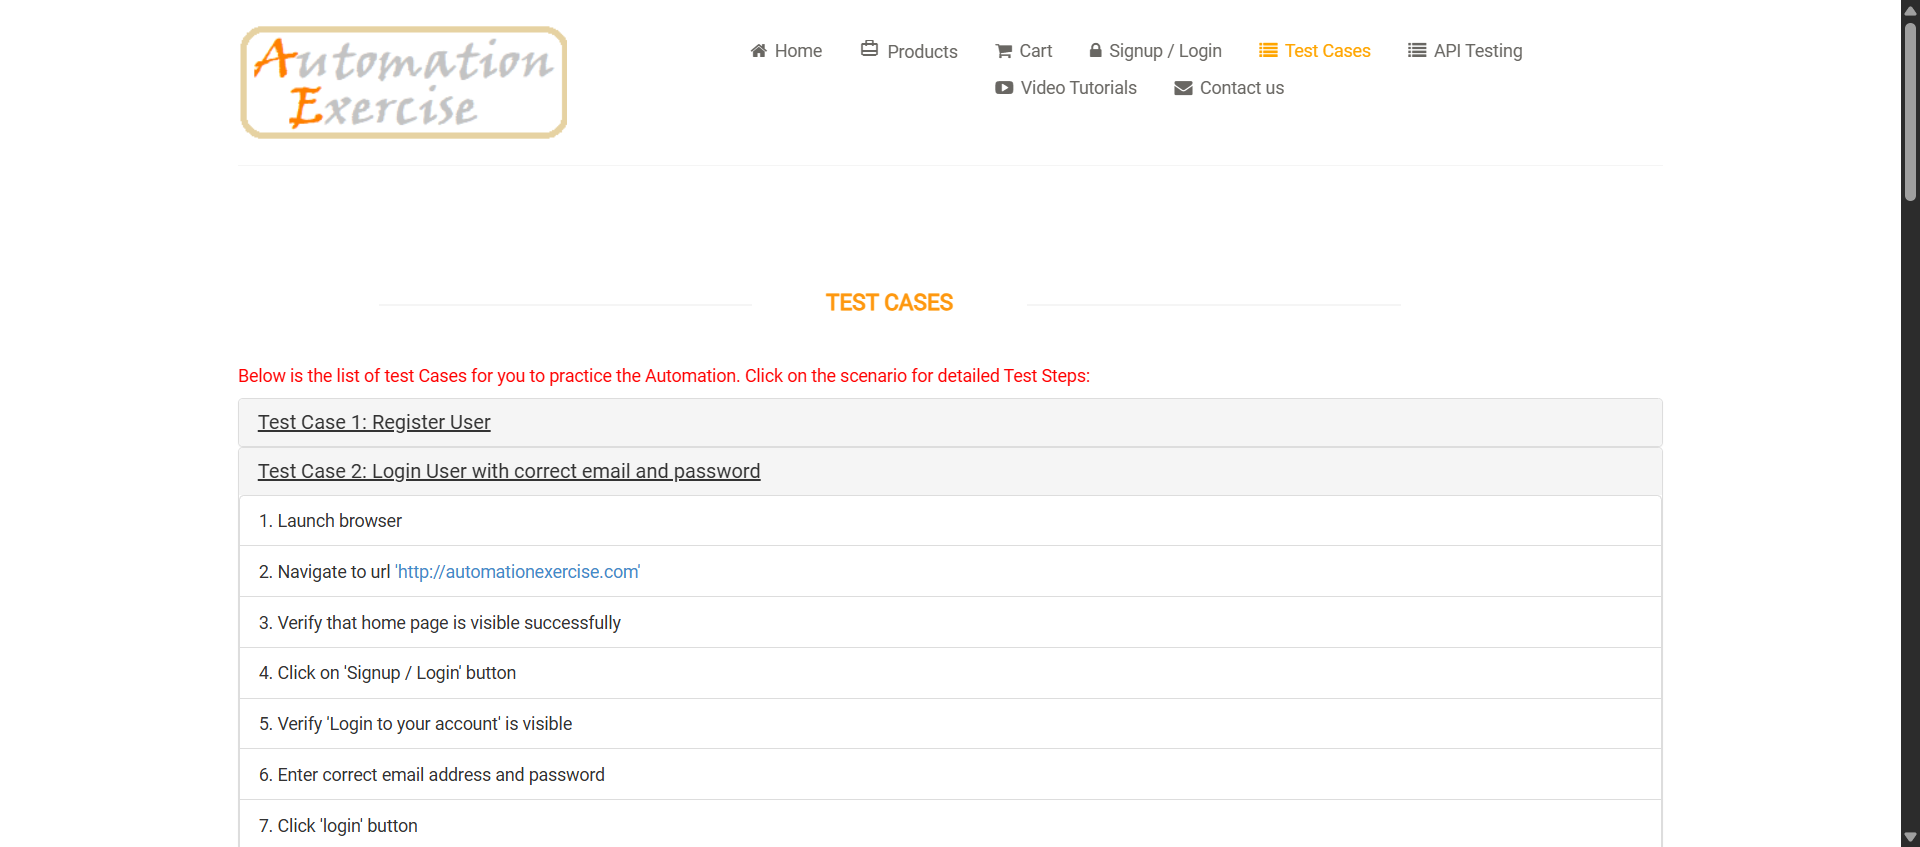 Automation
Exercise
Home Products Cart Signup / Login Test Cases API Testing
Video Tutorials Contact us
TEST CASES
Below is the list of test Cases for you to practice the Automation. Click on the scenario for detailed Test Steps:
Test Case 1: Register User
Test Case 2: Login User with correct email and password
1. Launch browser
2. Navigate to url 'http://automationexercise.com'
3. Verify that home page is visible successfully
4. Click on 'Signup / Login' button
5. Verify 'Login to your account' is visible
6. Enter correct email address and password
7. Click 'login' button